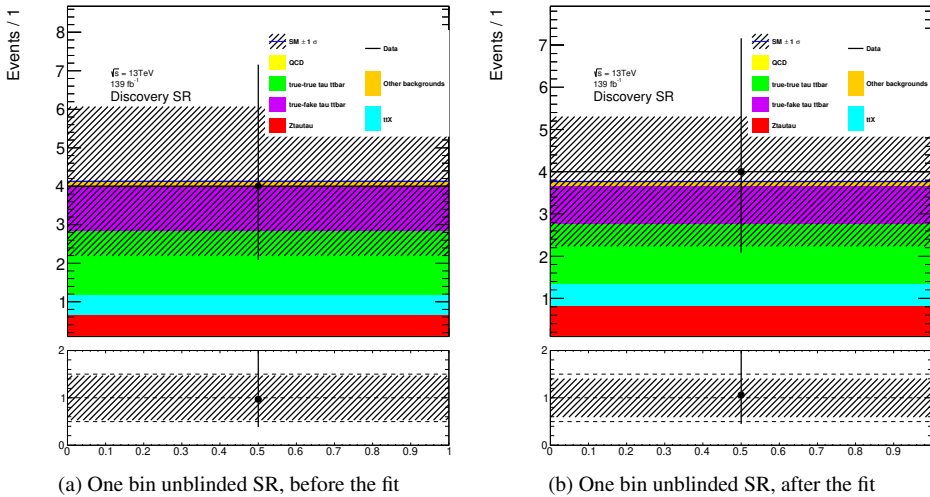 Events / 1
8
7
6
5
4
3
2
1
√s = 13TeV
139 fb⁻¹
Discovery SR
SM ± 1 σ
Data
QCD
true-true tau ttbar
Other backgrounds
true-fake tau ttbar
Ztautau
ttX
2
1
0
0 0.1 0.2 0.3 0.4 0.5 0.6 0.7 0.8 0.9 1
(a) One bin unblinded SR, before the fit
Events / 1
7
6
5
4
3
2
1
√s = 13TeV
139 fb⁻¹
Discovery SR
SM ± 1 σ
Data
QCD
true-true tau ttbar
Other backgrounds
true-fake tau ttbar
Ztautau
ttX
2
1
0
0 0.1 0.2 0.3 0.4 0.5 0.6 0.7 0.8 0.9
(b) One bin unblinded SR, after the fit